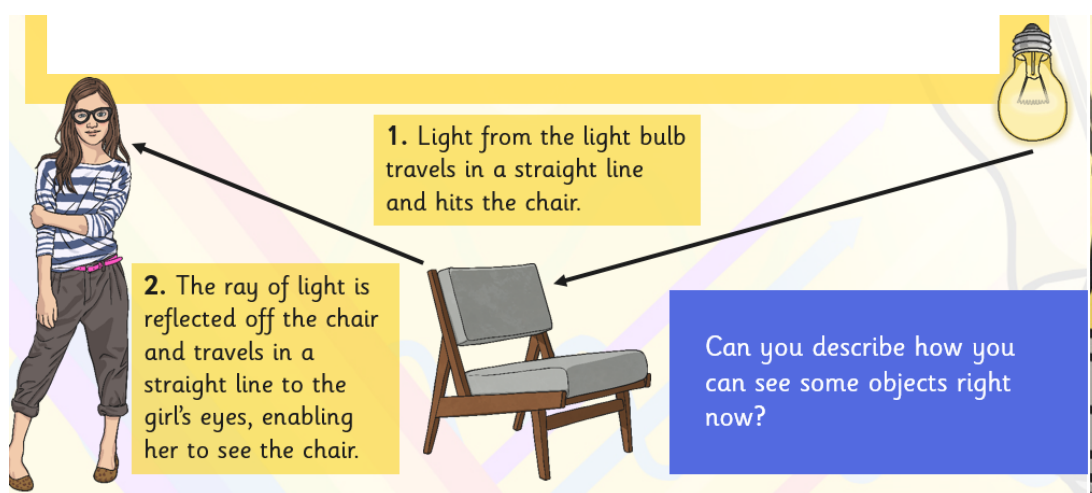 1. Light from the light bulb
travels in a straight line
and hits the chair.
2. The ray of light is
reflected off the chair
and travels in a
straight line to the
girl's eyes, enabling
her to see the chair.
Can you describe how you
can see some objects right
now?